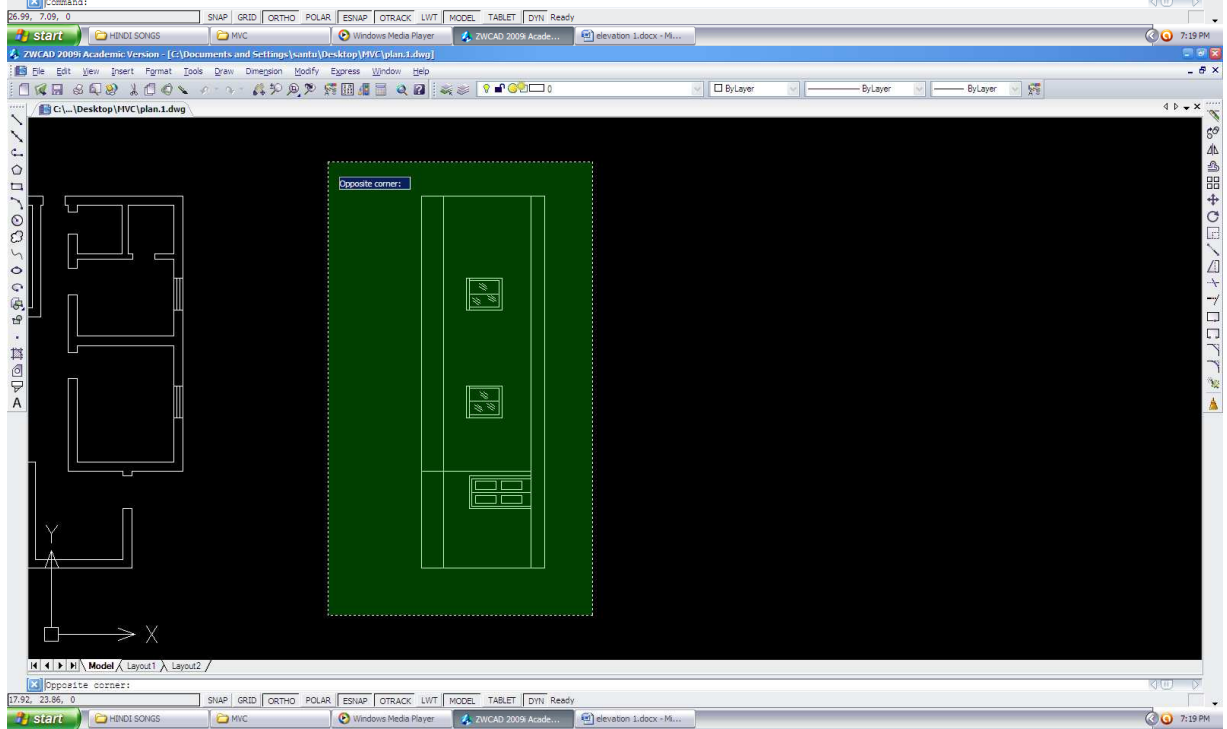 Command:
26.99, 7.09, 0 SNAP GRID ORTHO POLAR ESNAP OTRACK LWT MODEL TABLET DYN Ready
start HINDI SONGS MVC Windows Media Player ZWCAD 2009i Acade... elevation 1.docx - Mi... 7:19 PM
ZWCAD 2009i Academic Version - [C:\Documents and Settings\santu\Desktop\MVC\plan.1.dwg]
File Edit View Insert Format Tools Draw Dimension Modify Express Window Help
0 ByLayer ByLayer ByLayer
C:\...\Desktop\MVC\plan.1.dwg
Opposite corner:
A
Y
X
Model Layout1 Layout2
Opposite corner:
17.92, 23.86, 0 SNAP GRID ORTHO POLAR ESNAP OTRACK LWT MODEL TABLET DYN Ready
start HINDI SONGS MVC Windows Media Player ZWCAD 2009i Acade... elevation 1.docx - Mi... 7:19 PM